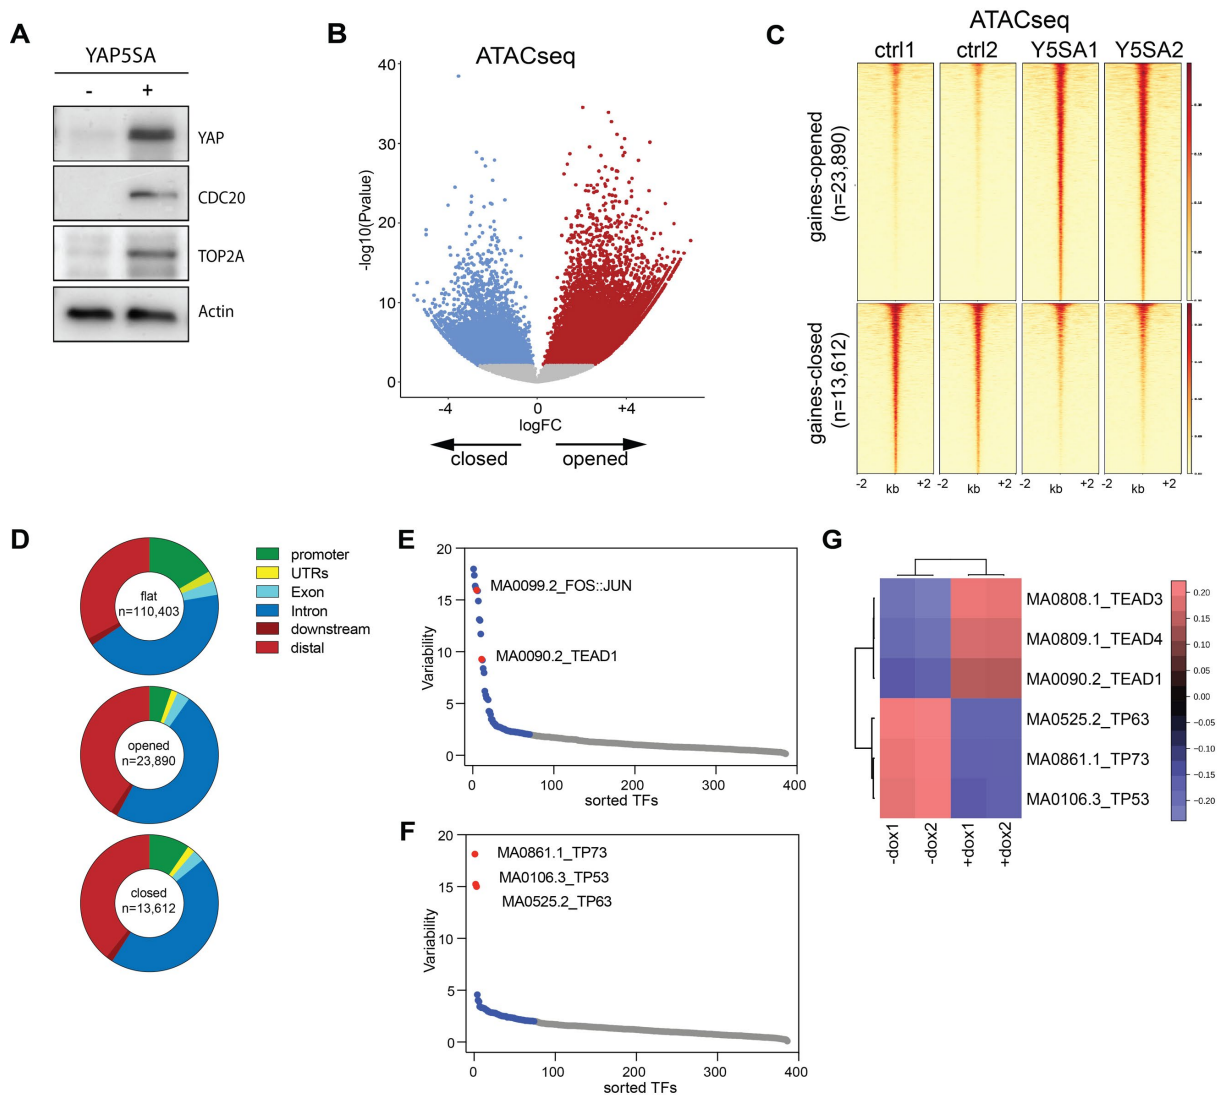 A
YAP5SA
- +
YAP
CDC20
TOP2A
Actin
B
ATACseq
-log10(Pvalue)
40
30
20
10
0
-4 0 +4
logFC
closed opened
C
ATACseq
ctrl1 ctrl2 Y5SA1 Y5SA2
gaines-opened
(n=23,890)
gaines-closed
(n=13,612)
-2 kb +2 -2 kb +2 -2 kb +2 -2 kb +2
D
flat
n=110,403
opened
n=23,890
closed
n=13,612
promoter
UTRs
Exon
Intron
downstream
distal
E
Variability
20
15
10
5
0
MA0099.2_FOS::JUN
MA0090.2_TEAD1
0 100 200 300 400
sorted TFs
F
Variability
20
15
10
5
0
MA0861.1_TP73
MA0106.3_TP53
MA0525.2_TP63
0 100 200 300 400
sorted TFs
G
MA0808.1_TEAD3
MA0809.1_TEAD4
MA0090.2_TEAD1
MA0525.2_TP63
MA0861.1_TP73
MA0106.3_TP53
-dox1
-dox2
+dox1
+dox2
0.20
0.15
0.10
0.05
0.00
-0.05
-0.10
-0.15
-0.20